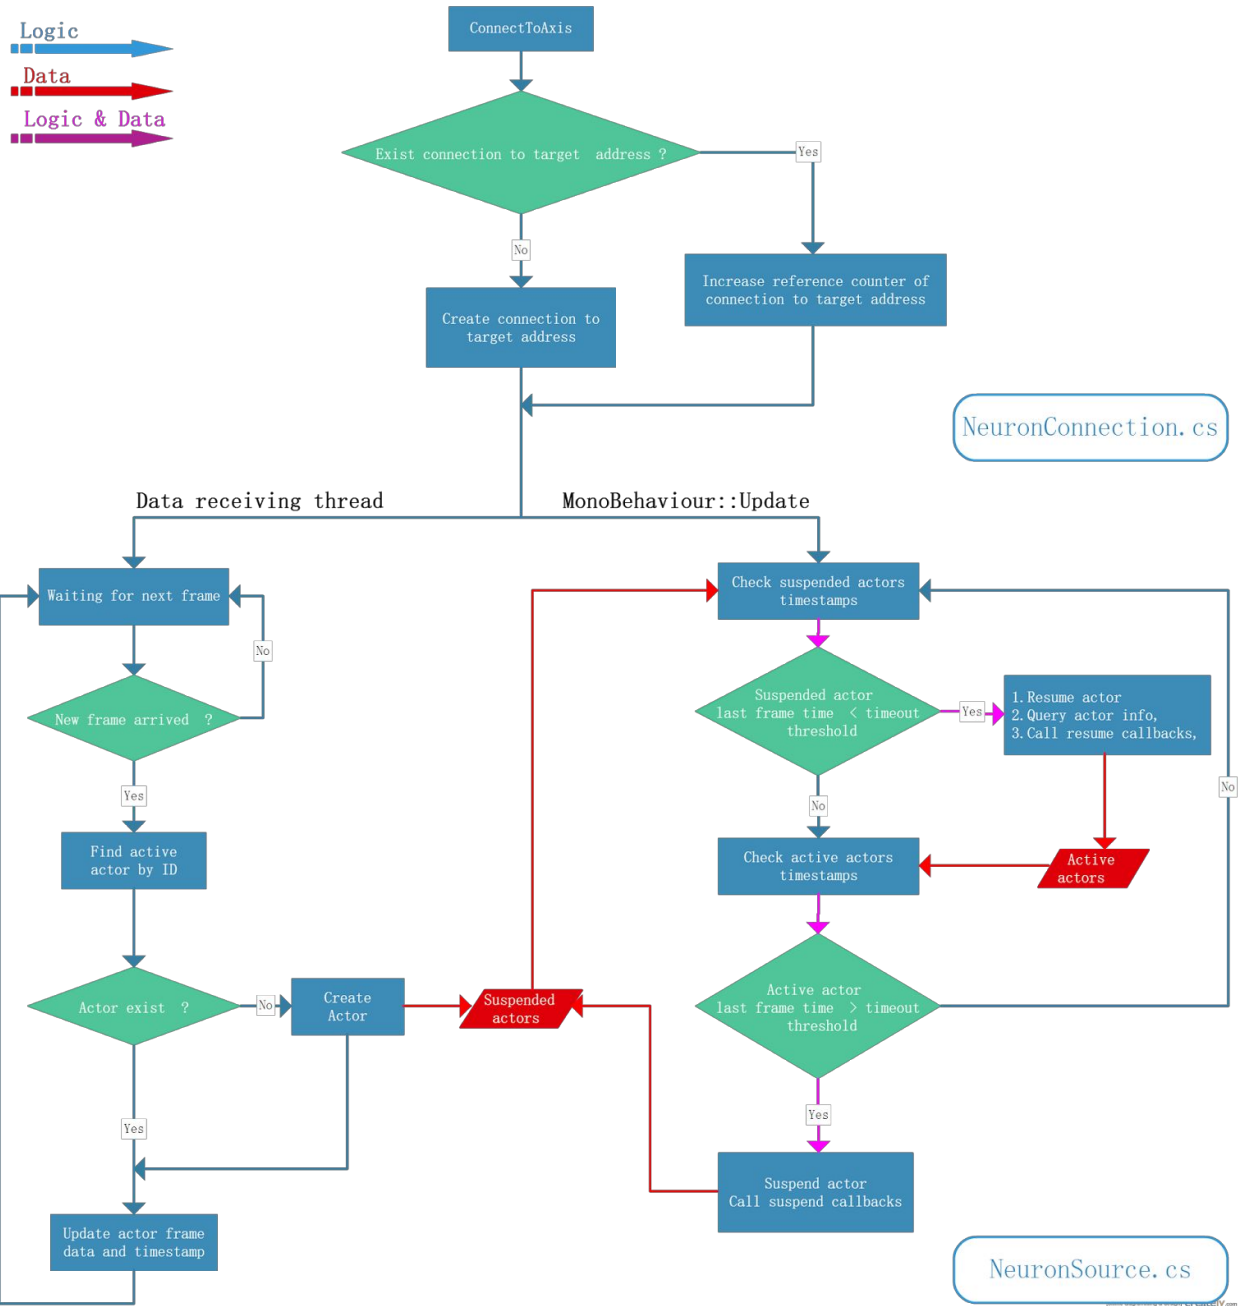 Logic
Data
Logic & Data
ConnectToAxis
Exist connection to target address ?
Yes
No
Increase reference counter of
connection to target address
Create connection to
target address
NeuronConnection.cs
Data receiving thread
MonoBehaviour::Update
Waiting for next frame
No
New frame arrived ?
Yes
Find active
actor by ID
Actor exist ?
No
Create
Actor
Yes
Update actor frame
data and timestamp
Suspended
actors
Check suspended actors
timestamps
Suspended actor
last frame time < timeout
threshold
Yes
1. Resume actor
2. Query actor info,
3. Call resume callbacks,
No
No
Check active actors
timestamps
Active
actors
Active actor
last frame time > timeout
threshold
Yes
Suspend actor
Call suspend callbacks
NeuronSource.cs